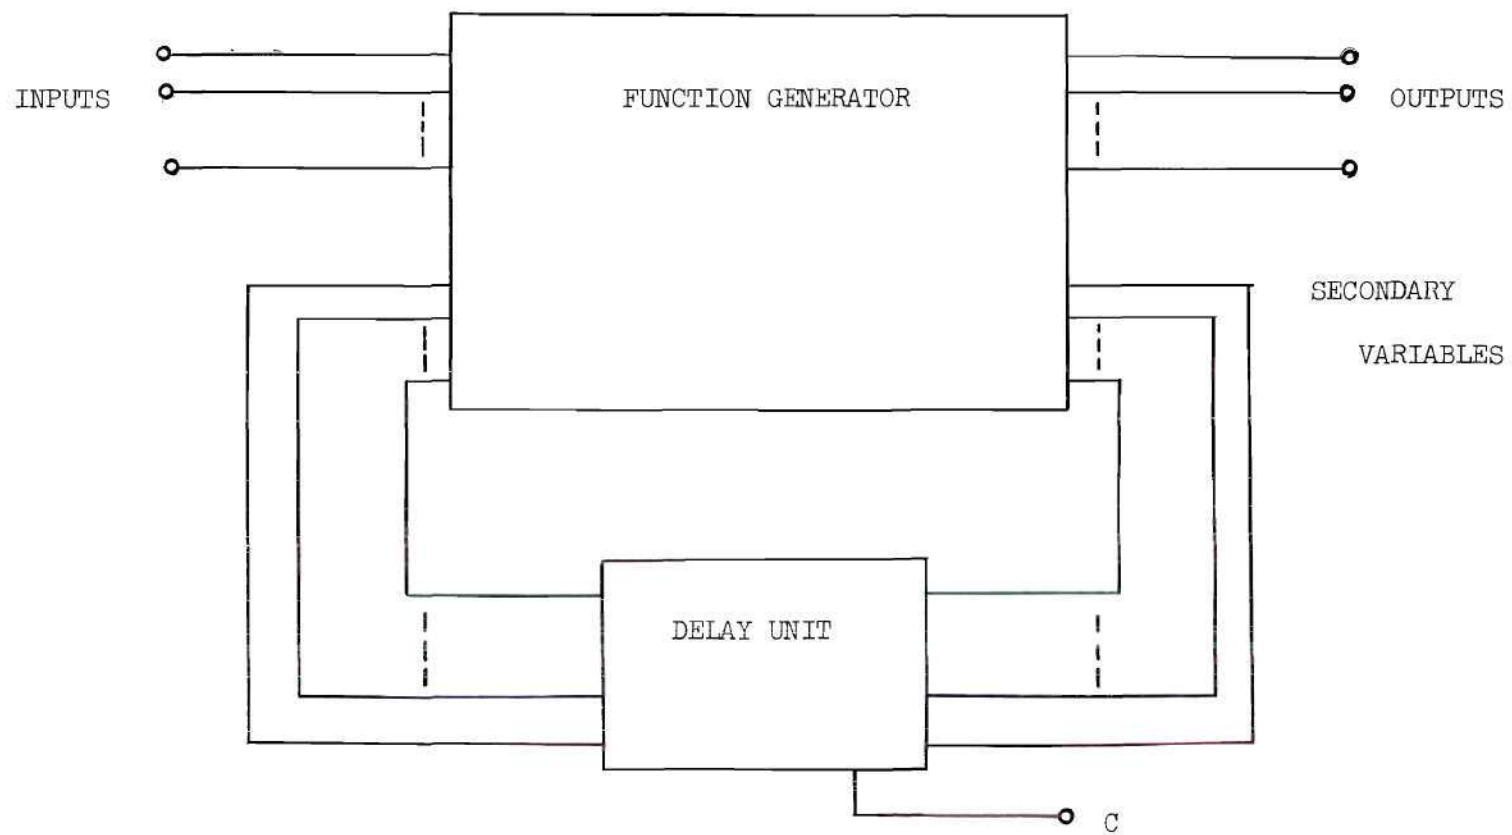 INPUTS
FUNCTION GENERATOR
OUTPUTS
SECONDARY
VARIABLES
DELAY UNIT
C